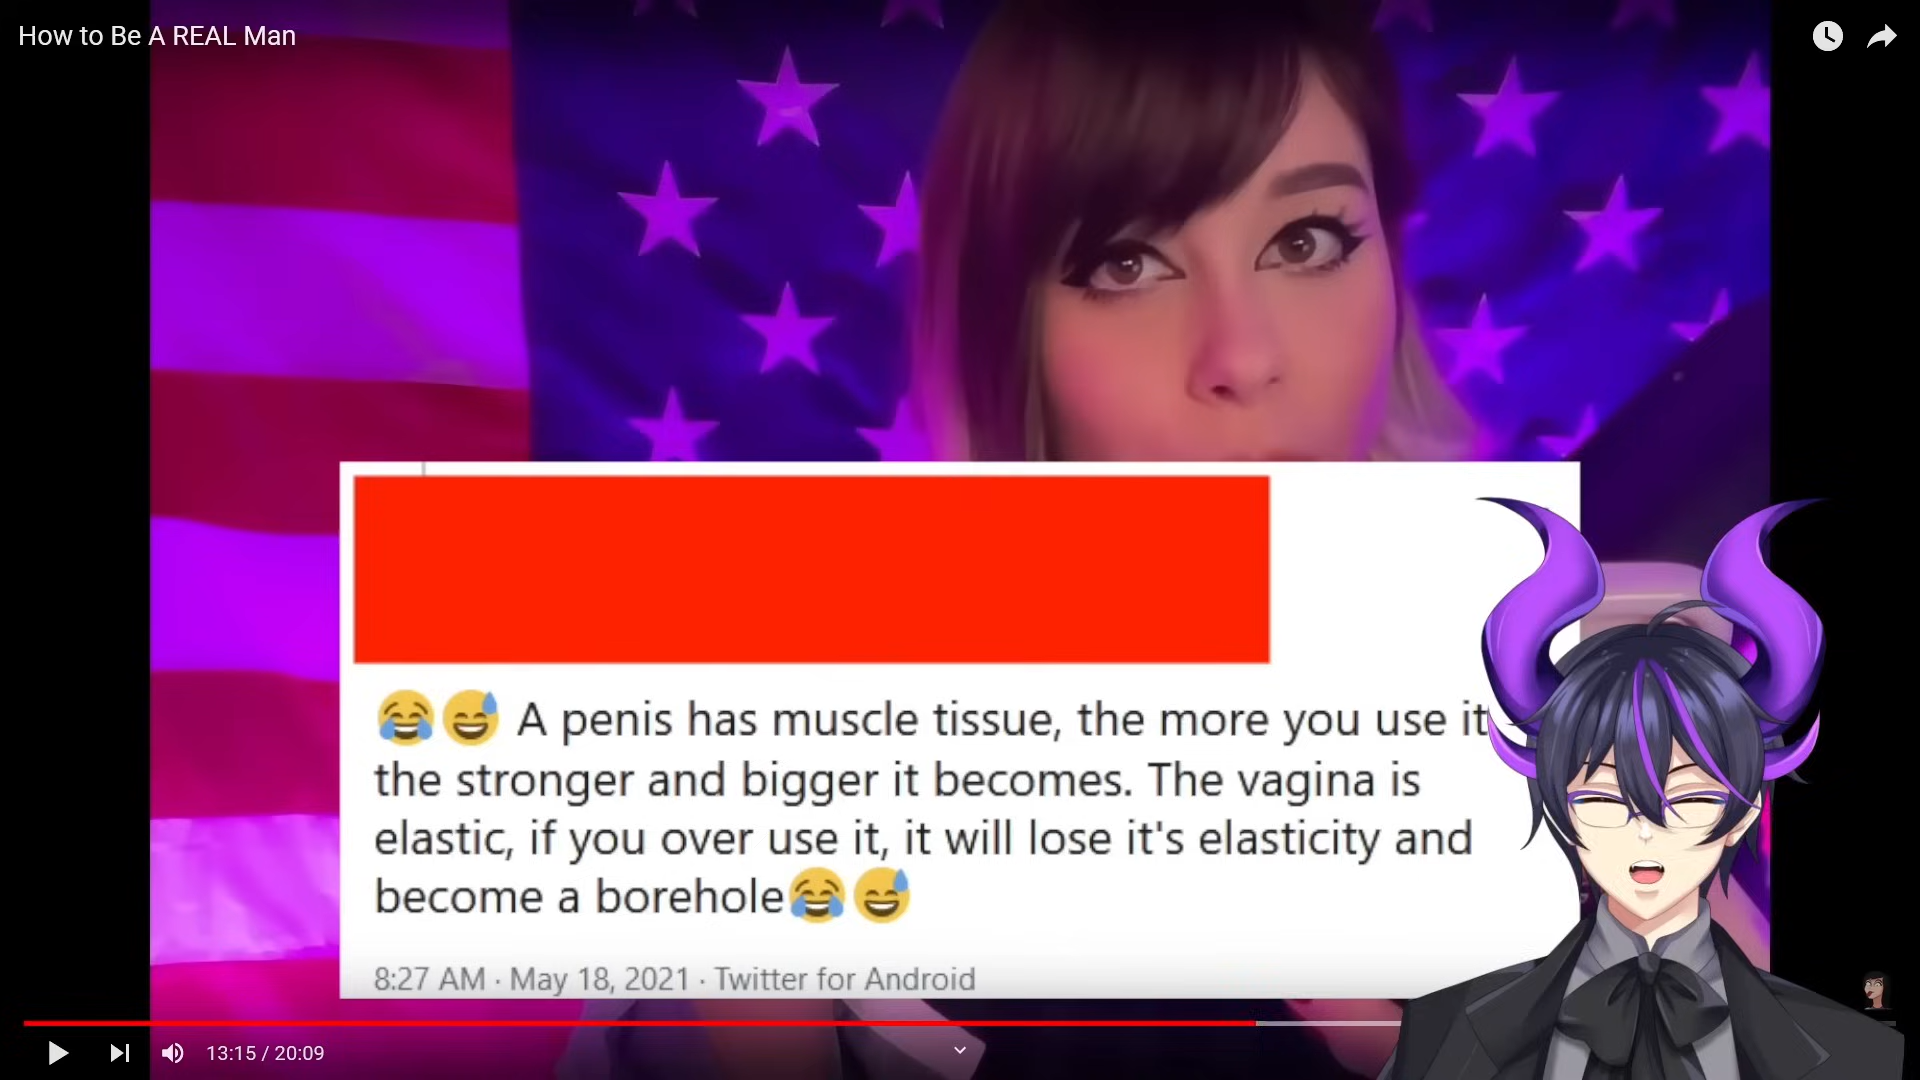 How to Be A REAL Man
😂😅 A penis has muscle tissue, the more you use it
the stronger and bigger it becomes. The vagina is
elastic, if you over use it, it will lose it's elasticity and
become a borehole😂😅
8:27 AM · May 18, 2021 · Twitter for Android
13:15 / 20:09